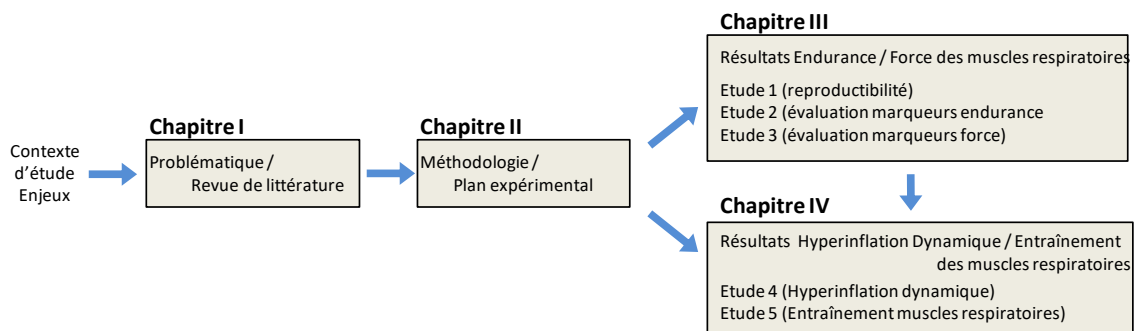 Contexte
d'étude
Enjeux
Chapitre I
Problématique /
Revue de littérature
Chapitre II
Méthodologie /
Plan expérimental
Chapitre III
Résultats Endurance / Force des muscles respiratoires
Etude 1 (reproductibilité)
Etude 2 (évaluation marqueurs endurance
Etude 3 (évaluation marqueurs force)
Chapitre IV
Résultats Hyperinflation Dynamique / Entraînement
des muscles respiratoires
Etude 4 (Hyperinflation dynamique)
Etude 5 (Entraînement muscles respiratoires)